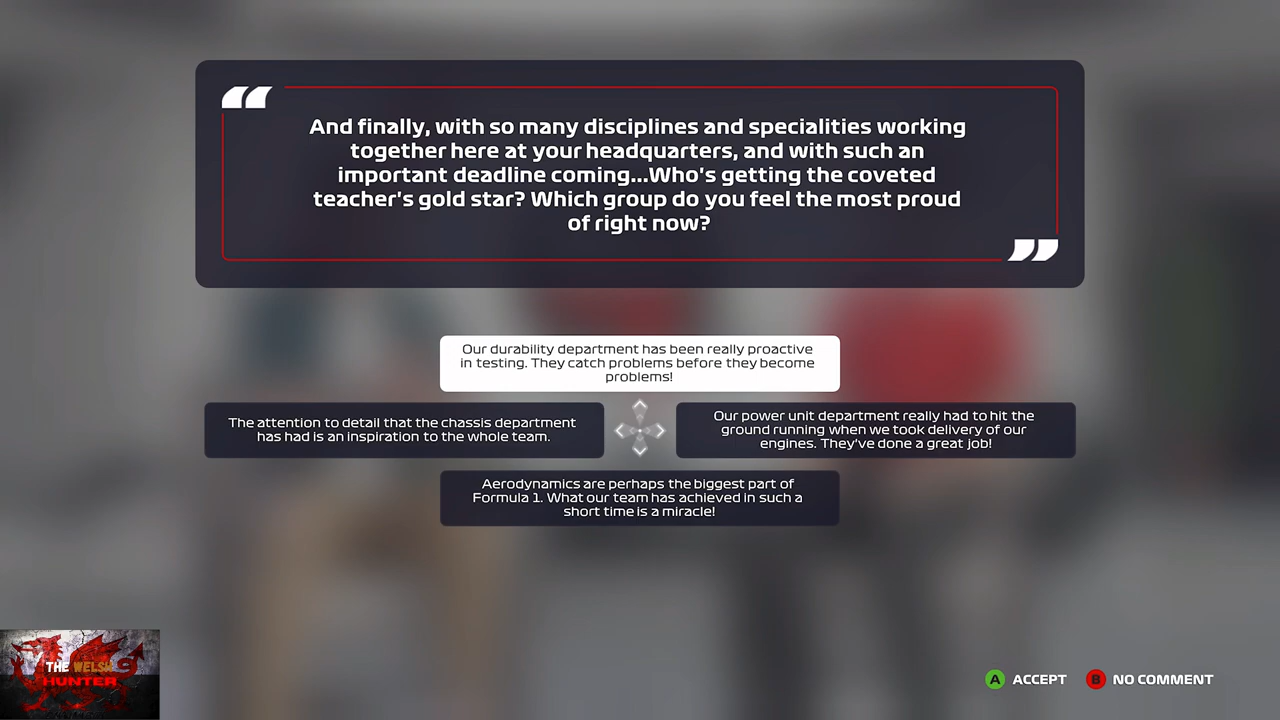 And finally, with so many disciplines and specialities working
together here at your headquarters, and with such an
important deadline coming...Who's getting the coveted
teacher's gold star? Which group do you feel the most proud
of right now?
Our durability department has been really proactive
in testing. They catch problems before they become
problems!
The attention to detail that the chassis department
has had is an inspiration to the whole team.
Our power unit department really had to hit the
ground running when we took delivery of our
engines. They've done a great job!
Aerodynamics are perhaps the biggest part of
Formula 1. What our team has achieved in such a
short time is a miracle!
THE WELSH
HUNTER
A ACCEPT B NO COMMENT